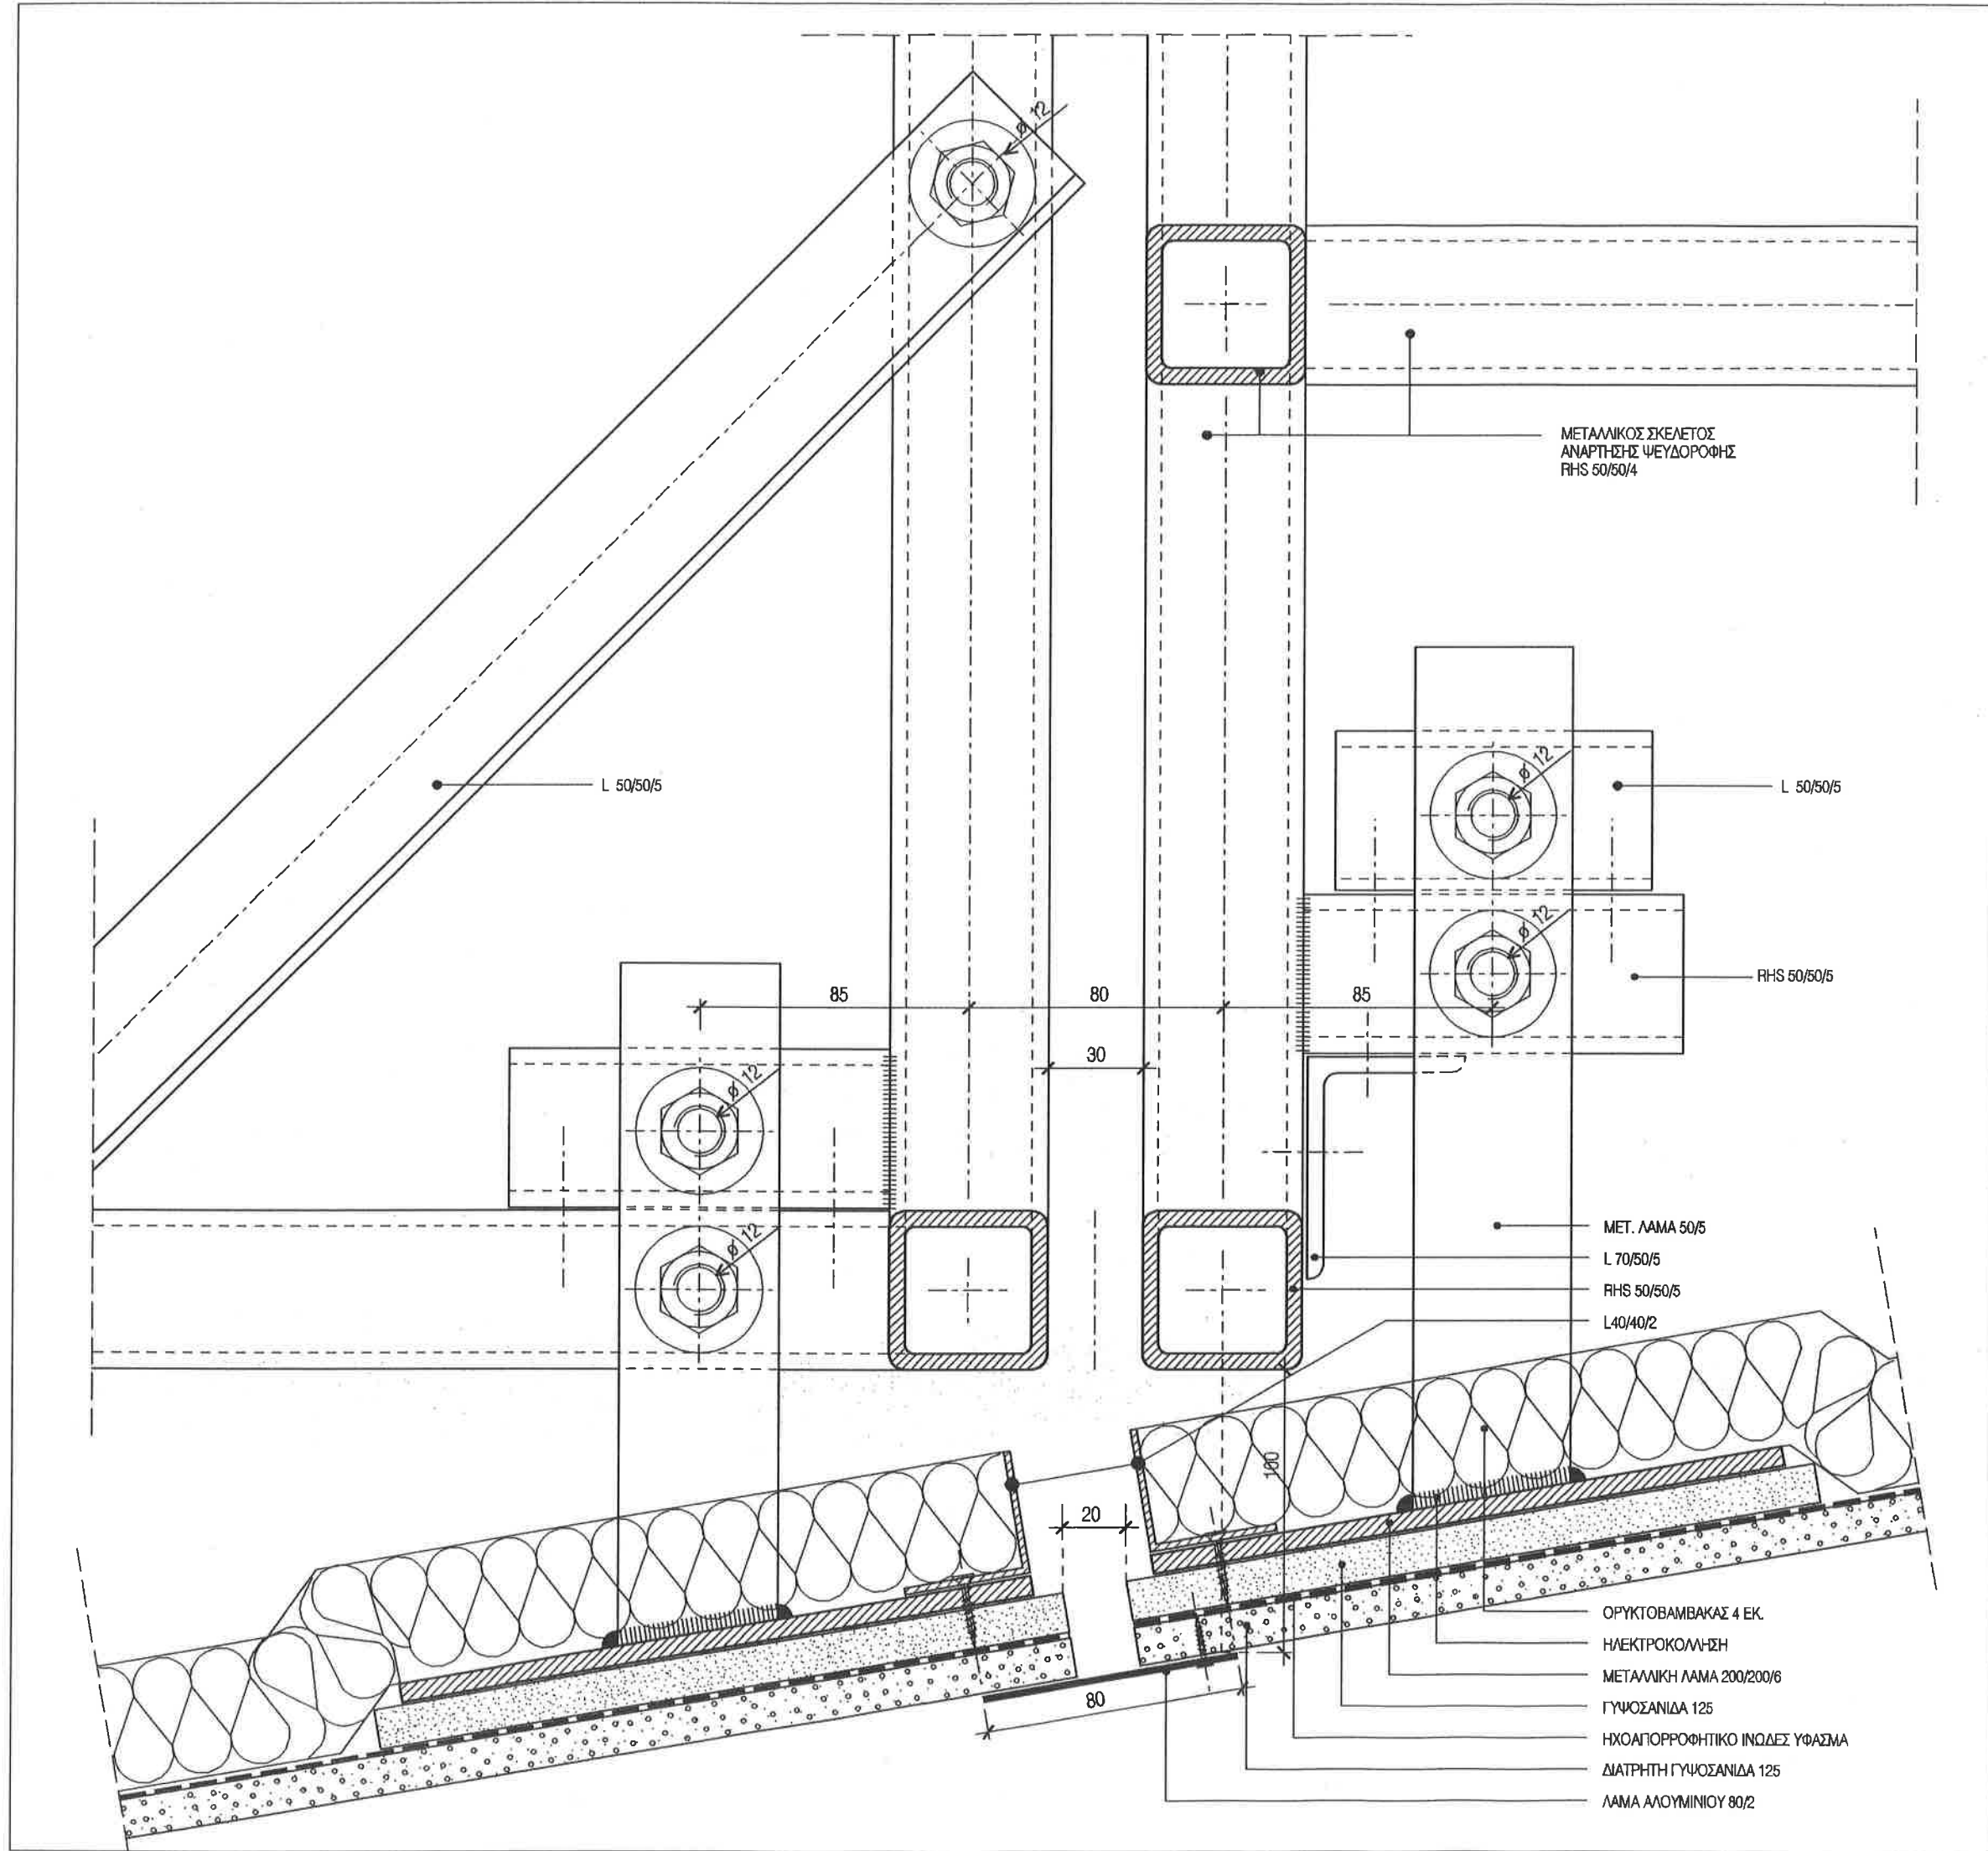 ϕ 12
ΜΕΤΑΛΛΙΚΟΣ ΣΚΕΛΕΤΟΣ
ΑΝΑΡΤΗΣΗΣ ΨΕΥΔΟΡΟΦΗΣ
RHS 50/50/4
L 50/50/5
ϕ 12
L 50/50/5
ϕ 12
RHS 50/50/5
85
80
85
30
ϕ 12
ϕ 12
ΜΕΤ. ΛΑΜΑ 50/5
L 70/50/5
RHS 50/50/5
L40/40/2
100
20
80
ΟΡΥΚΤΟΒΑΜΒΑΚΑΣ 4 ΕΚ.
ΗΛΕΚΤΡΟΚΟΛΛΗΣΗ
ΜΕΤΑΛΛΙΚΗ ΛΑΜΑ 200/200/6
ΓΥΨΟΣΑΝΙΔΑ 125
ΗΧΟΑΠΟΡΡΟΦΗΤΙΚΟ ΙΝΩΔΕΣ ΥΦΑΣΜΑ
ΔΙΑΤΡΗΤΗ ΓΥΨΟΣΑΝΙΔΑ 125
ΛΑΜΑ ΑΛΟΥΜΙΝΙΟΥ 80/2